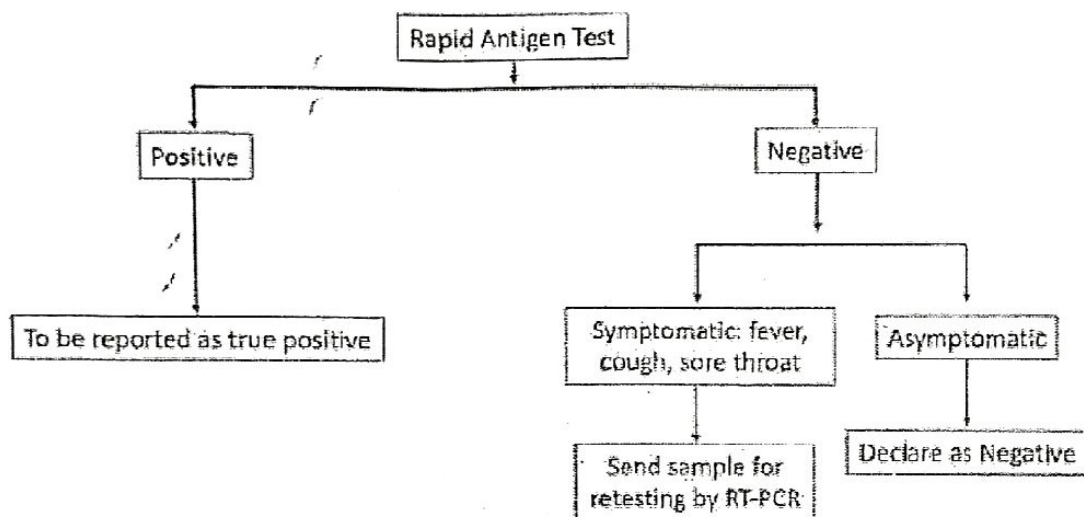 Rapid Antigen Test
Positive
Negative
To be reported as true positive
Symptomatic: fever,
cough, sore throat
Asymptomatic
Send sample for
retesting by RT-PCR
Declare as Negative